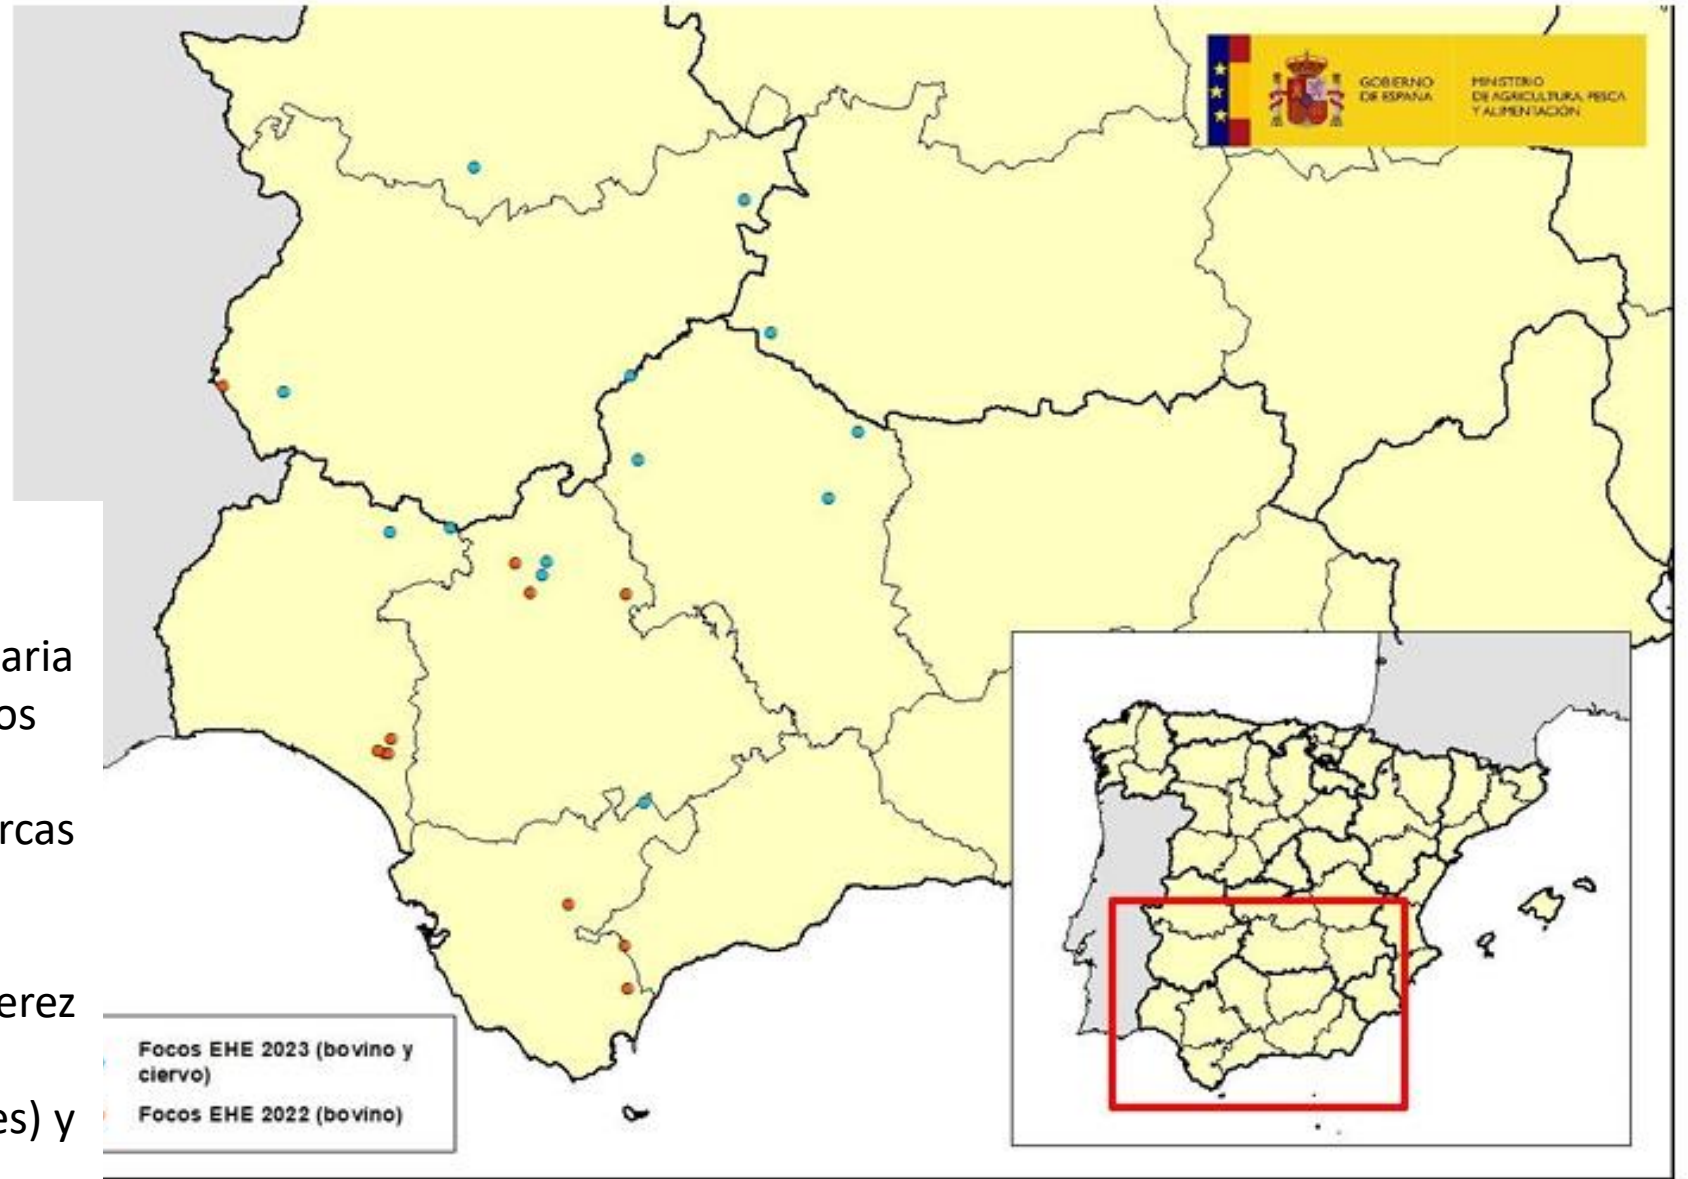 GOBIERNO
DE ESPAÑA
MINISTERIO
DE AGRICULTURA, PESCA
Y ALIMENTACIÓN
aria
os
rcas
erez
es) y
Focos EHE 2023 (bovino y
ciervo)
Focos EHE 2022 (bovino)